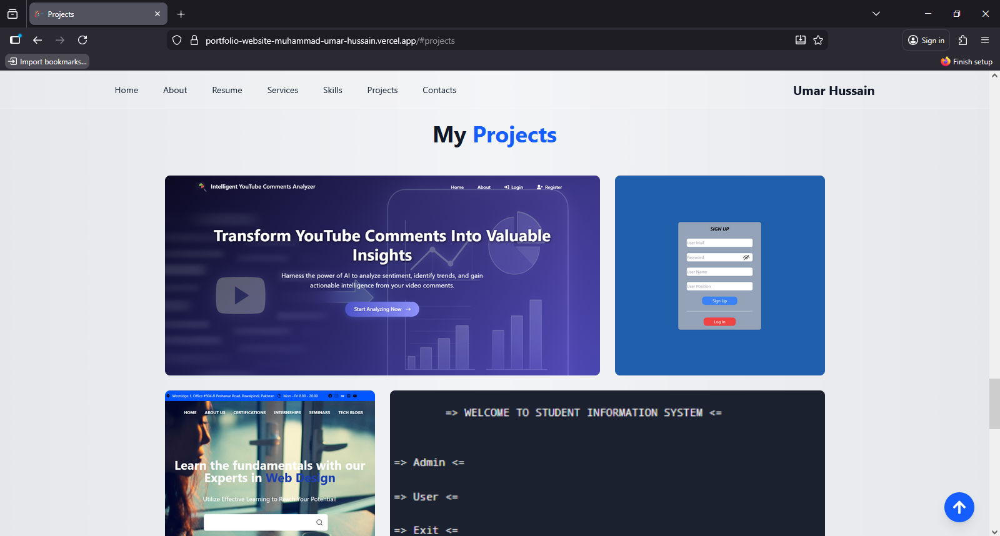 Projects
Sign in
portfolio-website-muhammad-umar-hussain.vercel.app/#projects
Import bookmarks...
Finish setup
Home About Resume Services Skills Projects Contacts Umar Hussain
My Projects
Intelligent YouTube Comments Analyzer Home About Login Register
Transform YouTube Comments Into Valuable
Insights
Harness the power of AI to analyze sentiment, identify trends, and gain
actionable intelligence from your video comments.
Start Analyzing Now →
SIGN UP
User Mail
Password
User Name
User Position
Sign Up
Log In
Westridge 1, Office #304-B Peshawar Road, Rawalpindi, Pakistan Mon - Fri 8.00 - 20.00
HOME ABOUT US CERTIFICATIONS INTERNSHIPS SEMINARS TECH BLOGS
Learn the fundamentals with our
Experts in Web Design
Utilize Effective Learning to Reach Your Potential!
=> WELCOME TO STUDENT INFORMATION SYSTEM <=
=> Admin <=
=> User <=
=> Exit <=